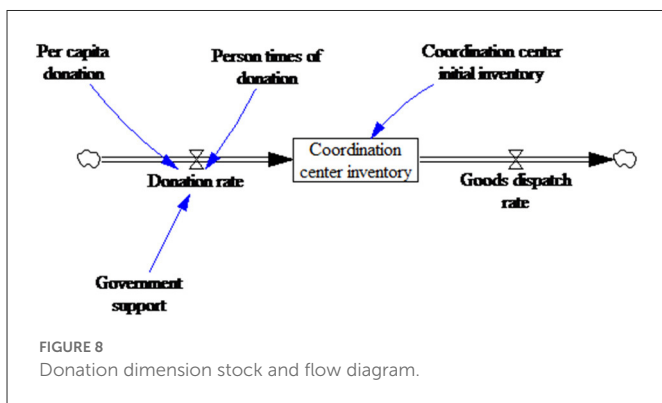 Per capita
donation
Person times of
donation
Coordination center
initial inventory
Donation rate
Coordination
center inventory
Goods dispatch
rate
Government
support
FIGURE 8
Donation dimension stock and flow diagram.